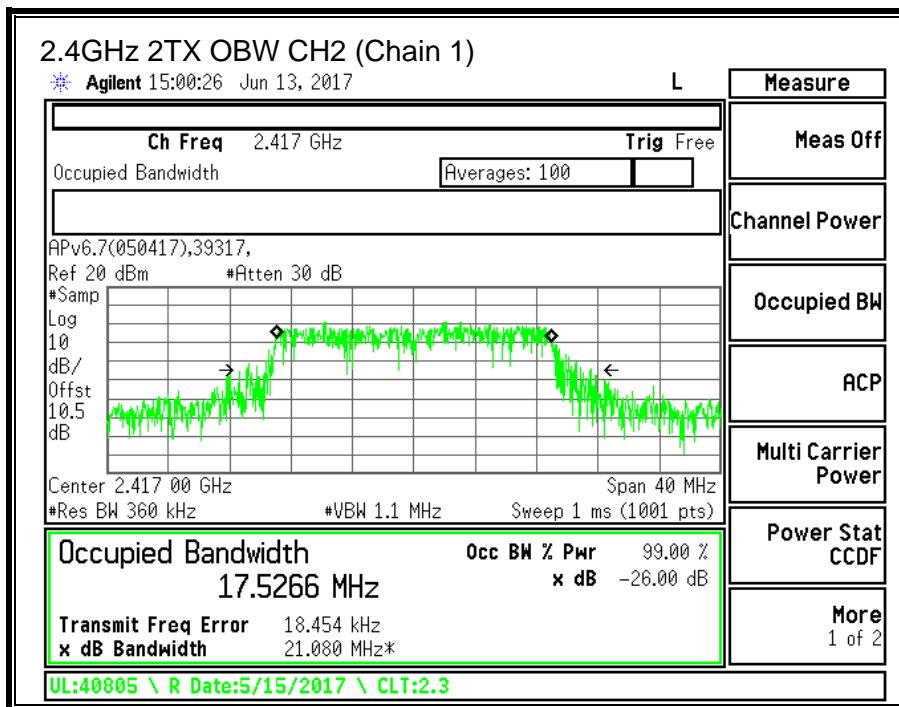 2.4GHz 2TX OBW CH2 (Chain 1)
Agilent 15:00:26 Jun 13, 2017 L
Measure
Ch Freq 2.417 GHz Trig Free
Meas Off
Occupied Bandwidth Averages: 100
Channel Power
APv6.7(050417),39317,
Ref 20 dBm #Atten 30 dB
#Samp
Log
10
dB/
Offst
10.5
dB
Occupied BW
ACP
Multi Carrier
Power
Center 2.417 00 GHz Span 40 MHz
#Res BW 360 kHz #VBW 1.1 MHz Sweep 1 ms (1001 pts)
Power Stat
CCDF
Occupied Bandwidth Occ BW % Pwr 99.00 %
17.5266 MHz x dB -26.00 dB
Transmit Freq Error 18.454 kHz
x dB Bandwidth 21.080 MHz*
More
1 of 2
UL:40805 \ R Date:5/15/2017 \ CLT:2.3